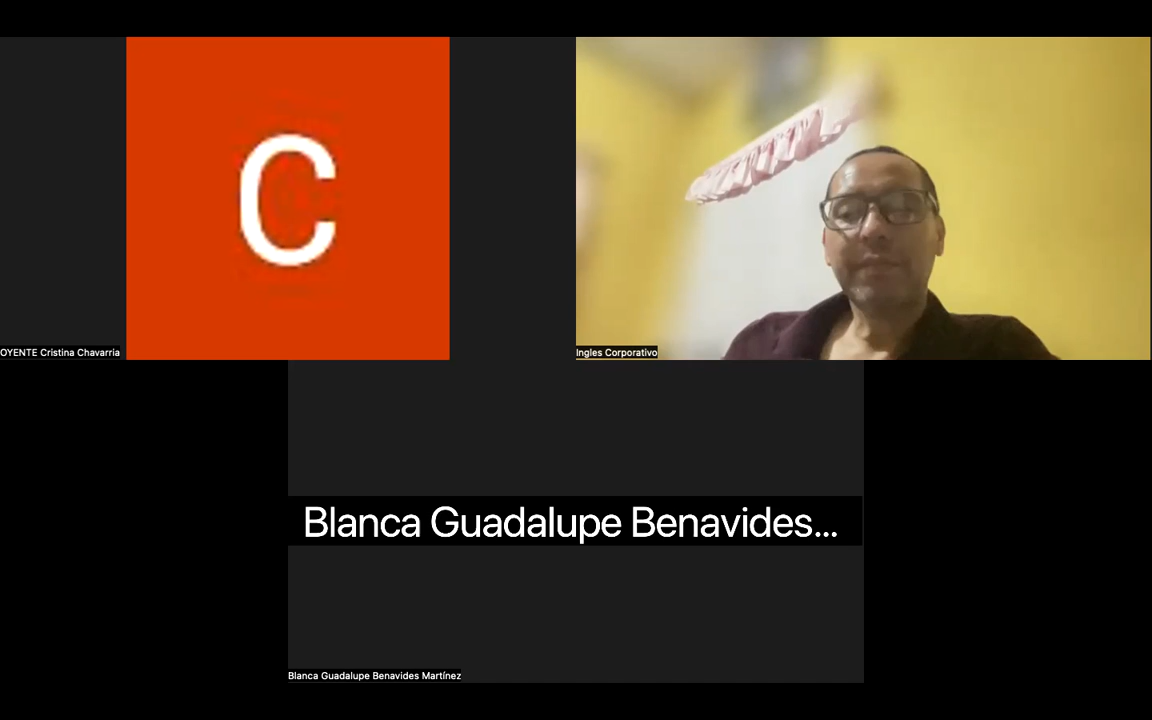 C
OYENTE Cristina Chavarria
Ingles Corporativo
Blanca Guadalupe Benavides...
Blanca Guadalupe Benavides Martínez